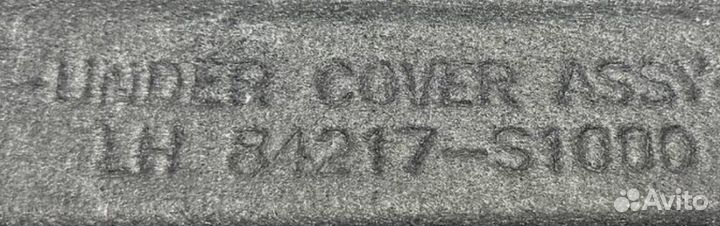 -UNDER COVER ASSY
LH 84217-S1000
Avito